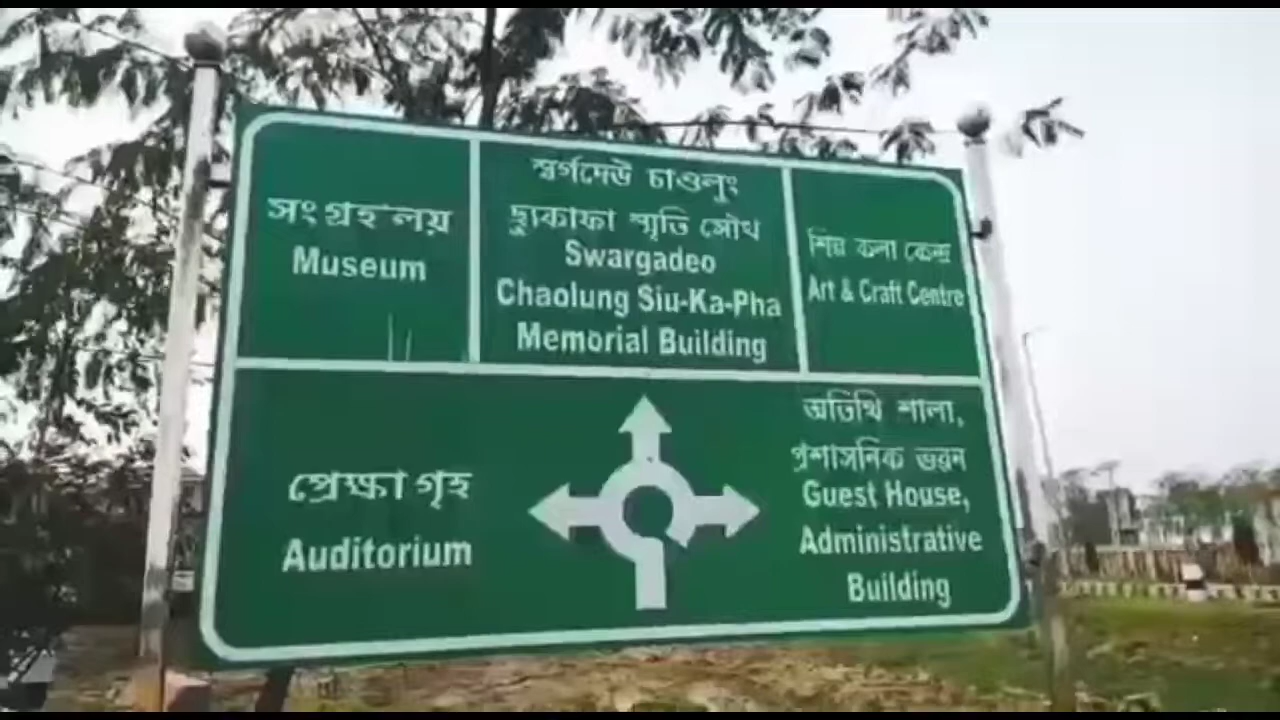 সংগ্ৰহালয়
Museum
স্বৰ্গদেউ চাওলুং
ছ্যুকাফা স্মৃতি সৌধ
Swargadeo
Chaolung Siu-Ka-Pha
Memorial Building
শিল্প কলা কেন্দ্ৰ
Art & Craft Centre
প্ৰেক্ষাগৃহ
Auditorium
অতিথি শালা,
প্ৰশাসনিক ভৱন
Guest House,
Administrative
Building